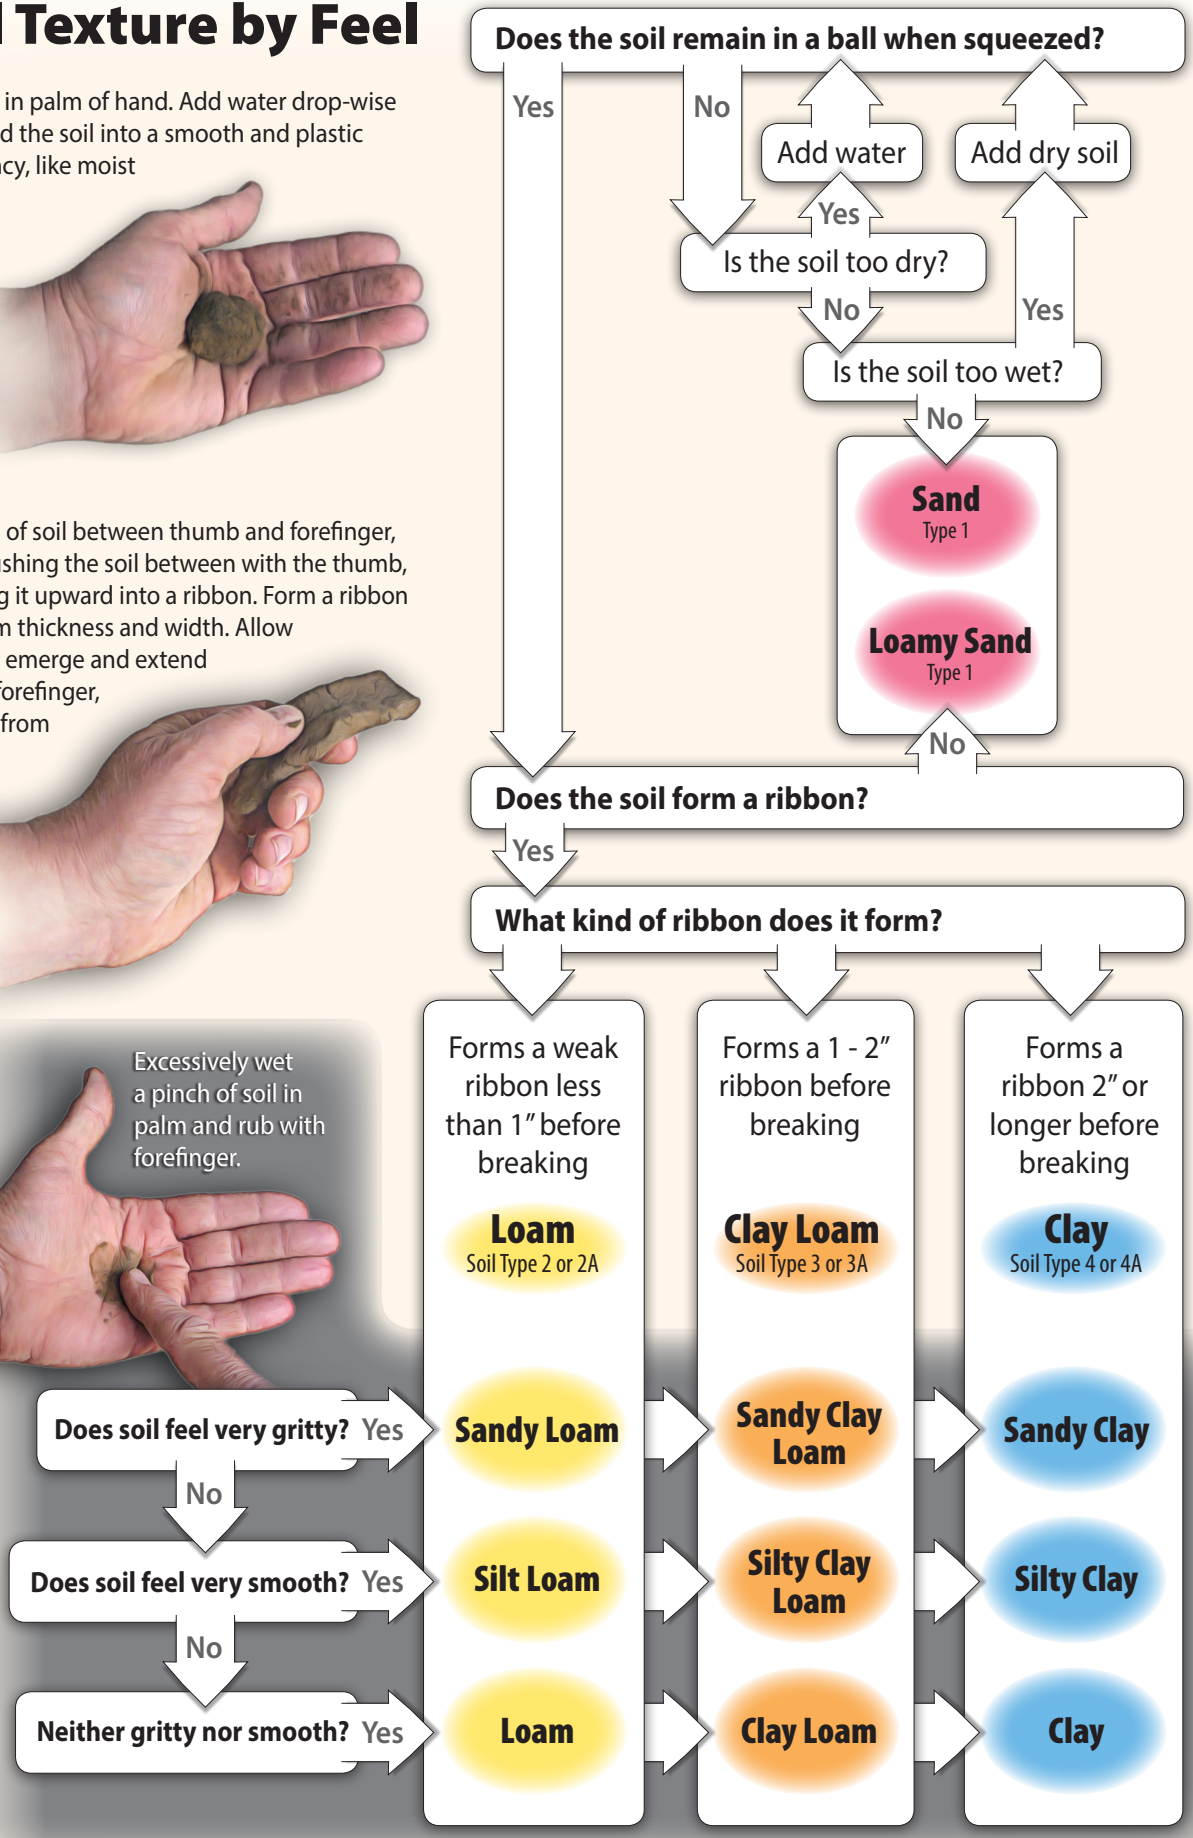 Texture by Feel
in palm of hand. Add water drop-wise
the soil into a smooth and plastic
like moist
Does the soil remain in a ball when squeezed?
Yes
No
Add water
Add dry soil
Yes
Is the soil too dry?
No
Yes
Is the soil too wet?
No
Sand
Type 1
Loamy Sand
Type 1
No
of soil between thumb and forefinger,
the soil between with the thumb,
it upward into a ribbon. Form a ribbon
thickness and width. Allow
emerge and extend
forefinger,
from
Does the soil form a ribbon?
Yes
What kind of ribbon does it form?
Forms a weak
ribbon less
than 1" before
breaking
Loam
Soil Type 2 or 2A
Forms a 1 - 2"
ribbon before
breaking
Clay Loam
Soil Type 3 or 3A
Forms a
ribbon 2" or
longer before
breaking
Clay
Soil Type 4 or 4A
Excessively wet
a pinch of soil in
palm and rub with
forefinger.
Does soil feel very gritty? Yes
Sandy Loam
Sandy Clay
Loam
Sandy Clay
No
Does soil feel very smooth? Yes
Silt Loam
Silty Clay
Loam
Silty Clay
No
Neither gritty nor smooth? Yes
Loam
Clay Loam
Clay